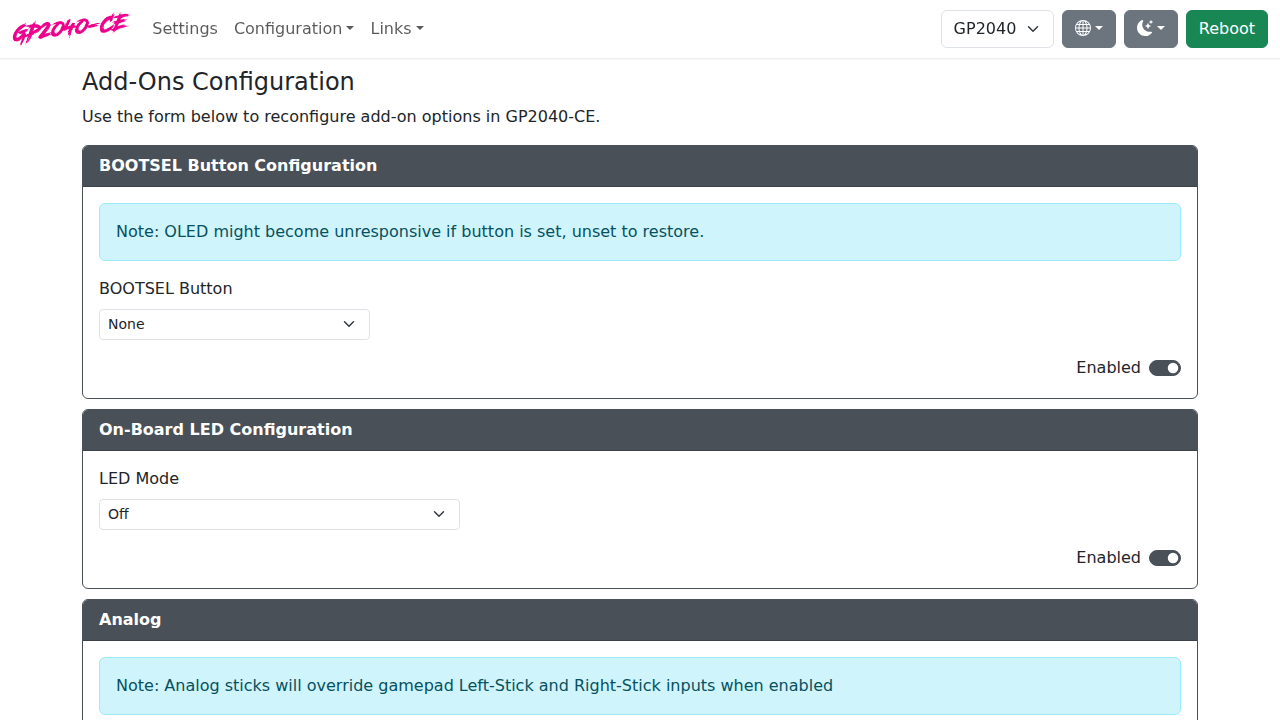 GP2040-CE Settings Configuration Links GP2040 Reboot
Add-Ons Configuration
Use the form below to reconfigure add-on options in GP2040-CE.
BOOTSEL Button Configuration
Note: OLED might become unresponsive if button is set, unset to restore.
BOOTSEL Button
None
Enabled
On-Board LED Configuration
LED Mode
Off
Enabled
Analog
Note: Analog sticks will override gamepad Left-Stick and Right-Stick inputs when enabled